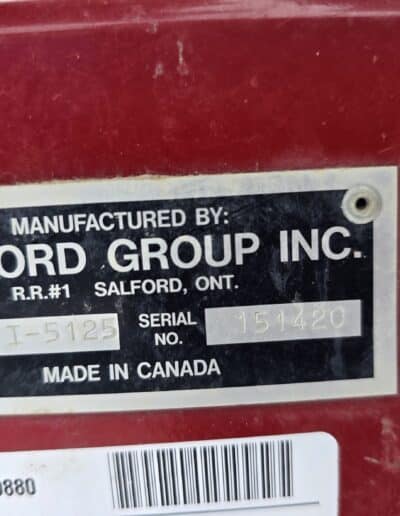 MANUFACTURED BY:
ORD GROUP INC.
R.R.#1 SALFORD, ONT.
I-5125 SERIAL NO. 151420
MADE IN CANADA
0880